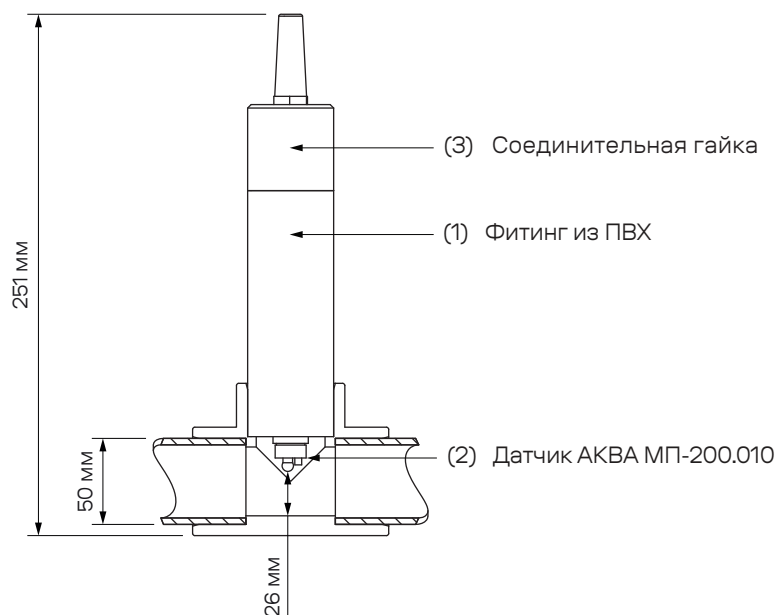 (3) Соединительная гайка
(1) Фитинг из ПВХ
251 мм
(2) Датчик АКВА МП-200.010
50 мм
26 мм